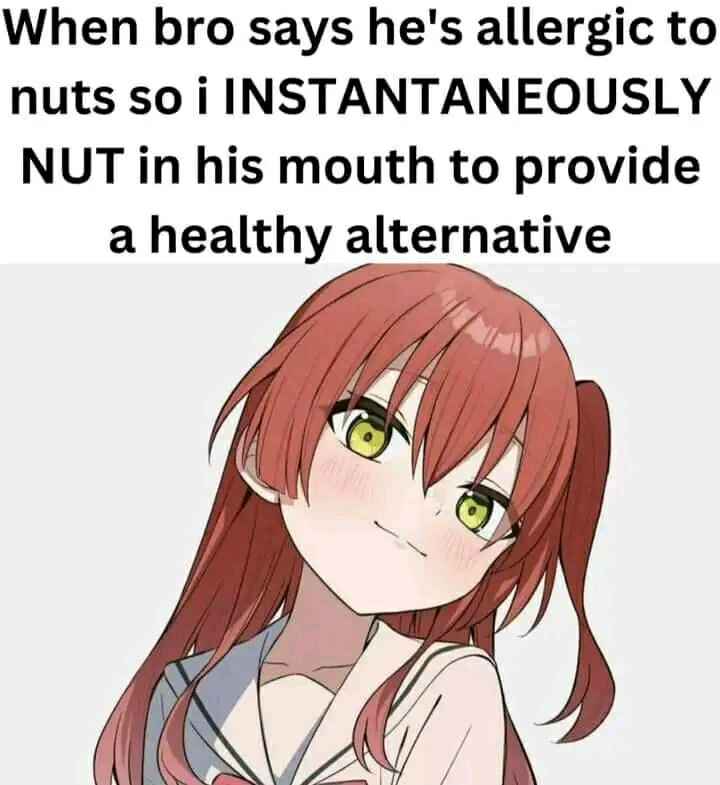 When bro says he's allergic to
nuts so i INSTANTANEOUSLY
NUT in his mouth to provide
a healthy alternative